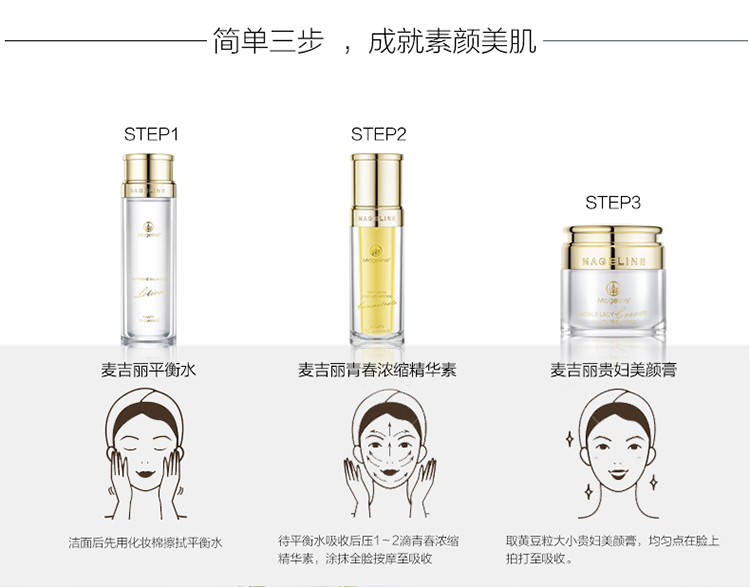 简单三步 ，成就素颜美肌
STEP1
STEP2
STEP3
MAGELINE
MAGELINE
MAGELINE
Mageline
Mageline
Mageline
Lotion
麦吉丽平衡水
麦吉丽青春浓缩精华素
麦吉丽贵妇美颜膏
洁面后先用化妆棉擦拭平衡水
待平衡水吸收后压1~2滴青春浓缩
精华素，涂抹全脸按摩至吸收
取黄豆粒大小贵妇美颜膏，均匀点在脸上
拍打至吸收。